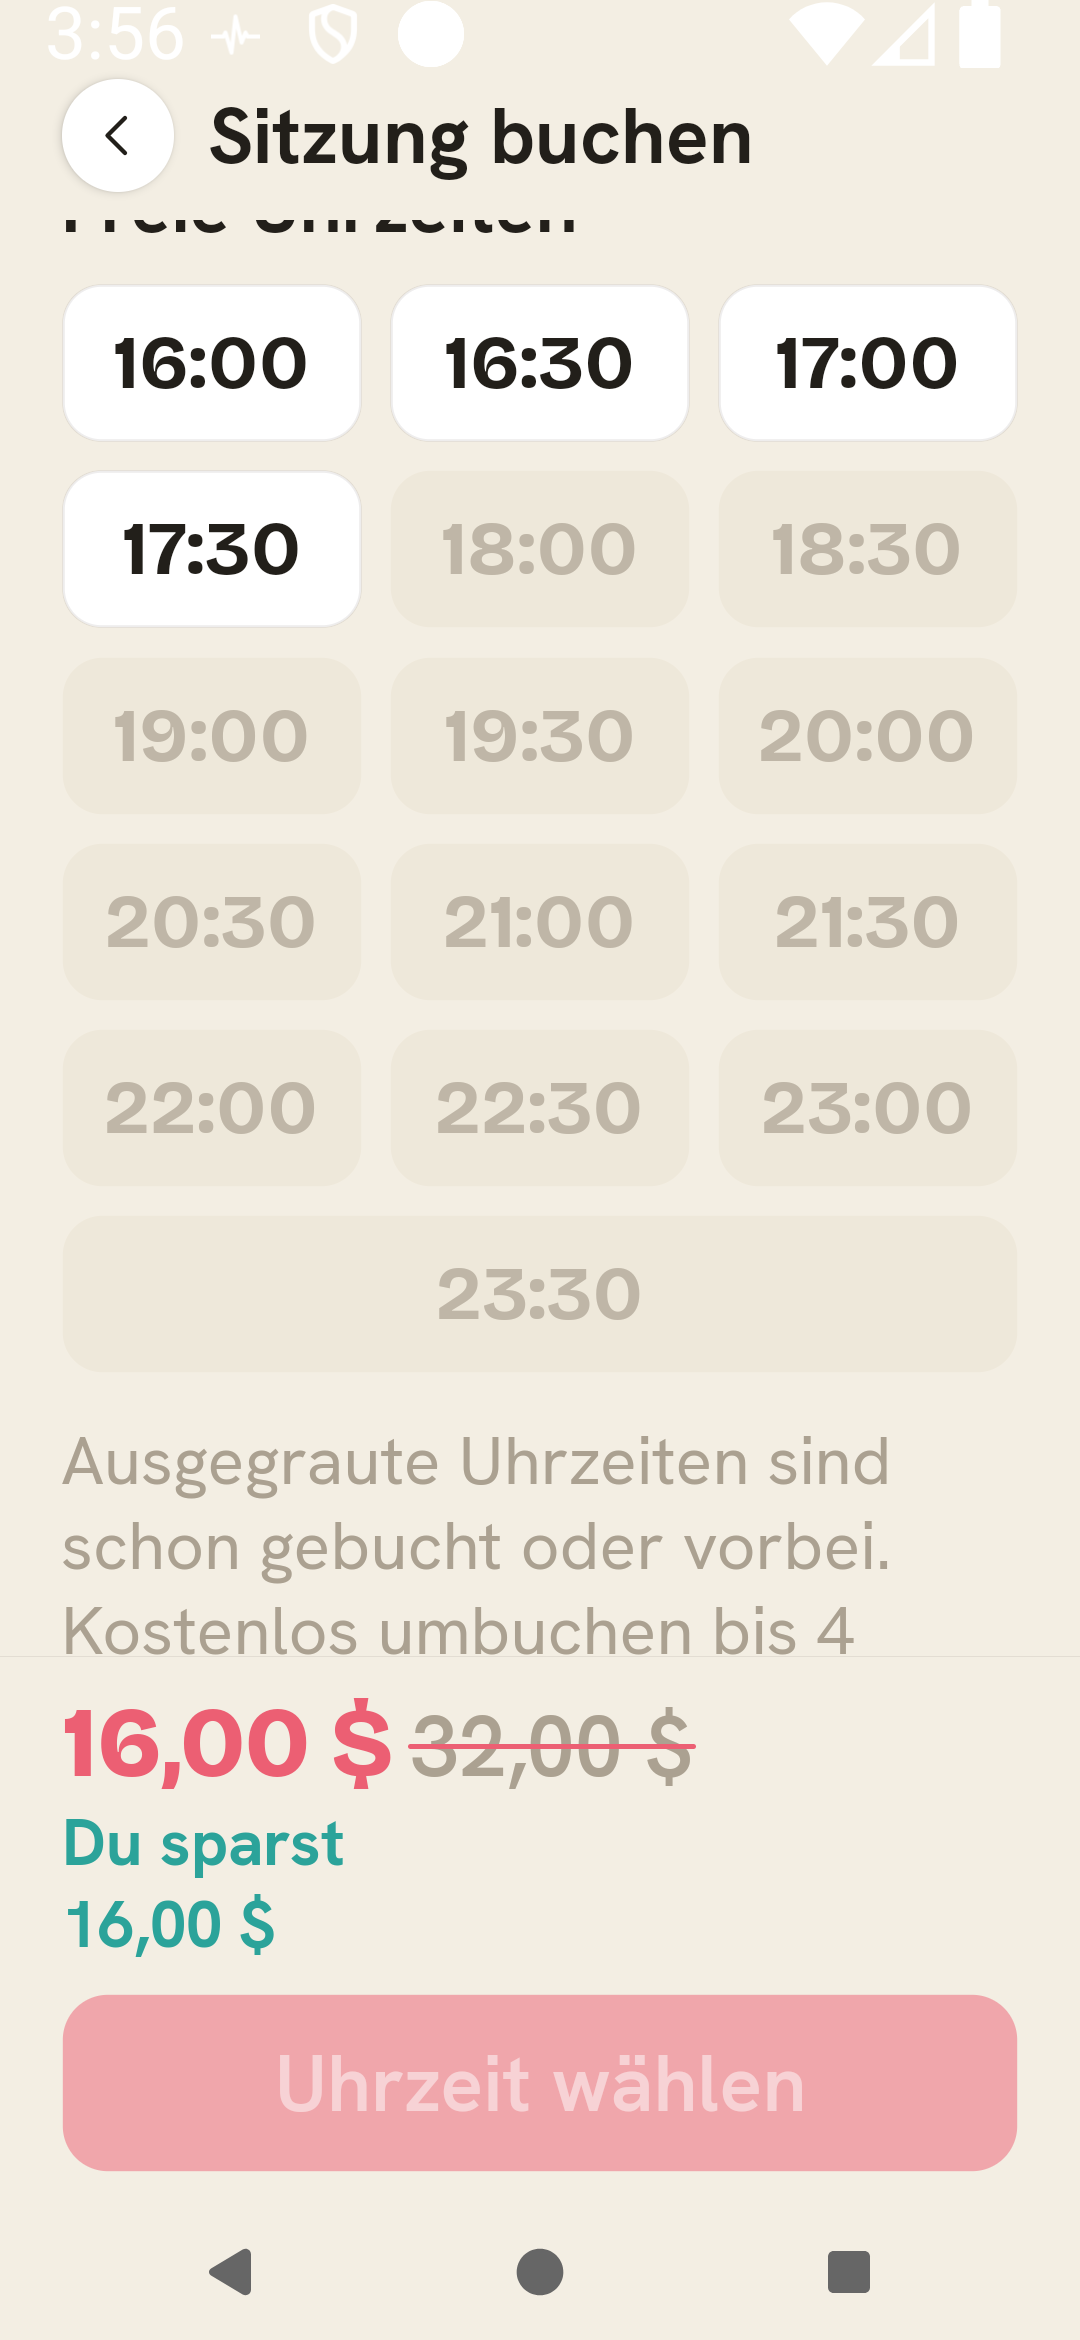 3:56
Sitzung buchen
Freie Uhrzeiten
16:00 16:30 17:00
17:30 18:00 18:30
19:00 19:30 20:00
20:30 21:00 21:30
22:00 22:30 23:00
23:30
Ausgegraute Uhrzeiten sind
schon gebucht oder vorbei.
Kostenlos umbuchen bis 4
16,00 $ 32,00 $
Du sparst
16,00 $
Uhrzeit wählen